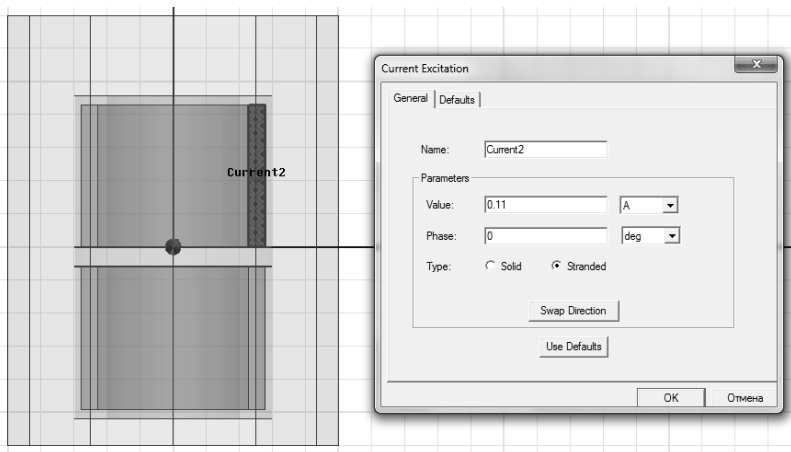 Current2
Current Excitation
General Defaults
Name: Current2
Parameters
Value: 0.11 A
Phase: 0 deg
Type: Solid Stranded
Swap Direction
Use Defaults
OK Отмена